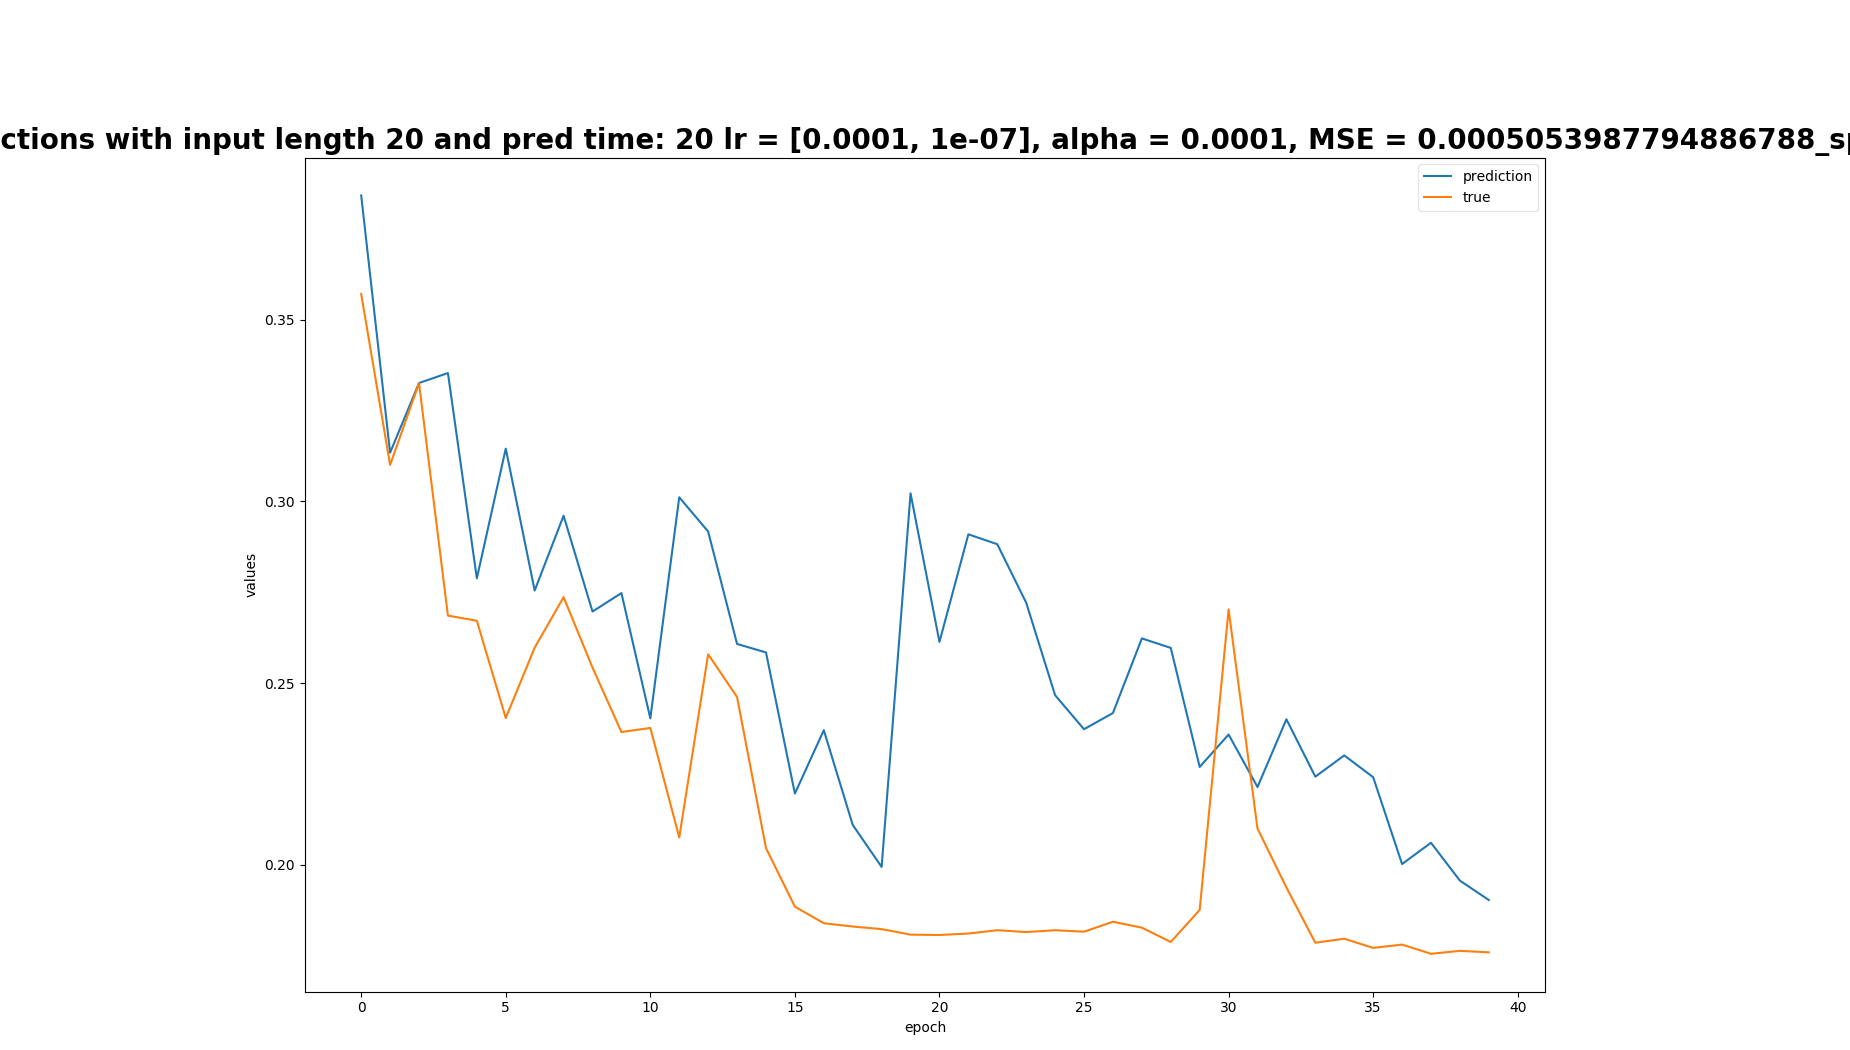 ctions with input length 20 and pred time: 20 lr = [0.0001, 1e-07], alpha = 0.0001, MSE = 0.0005053987794886788_sp
prediction
true
0.35
0.30
0.25
0.20
values
0 5 10 15 20 25 30 35 40
epoch